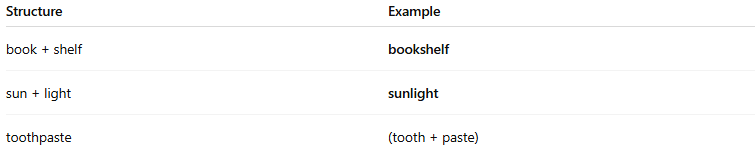 Structure Example
book + shelf bookshelf
sun + light sunlight
toothpaste (tooth + paste)